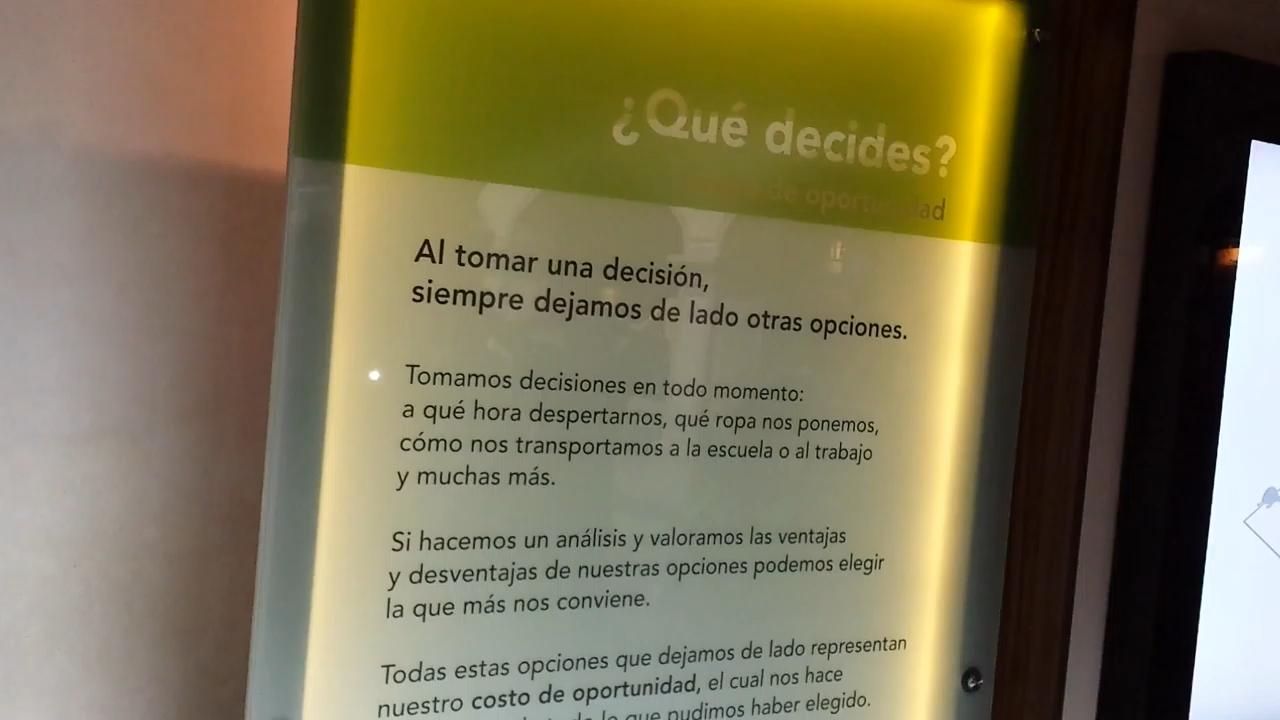 ¿Qué decides?
de oportunidad
Al tomar una decisión,
siempre dejamos de lado otras opciones.
Tomamos decisiones en todo momento:
a qué hora despertarnos, qué ropa nos ponemos,
cómo nos transportamos a la escuela o al trabajo
y muchas más.
Si hacemos un análisis y valoramos las ventajas
y desventajas de nuestras opciones podemos elegir
la que más nos conviene.
Todas estas opciones que dejamos de lado representan
nuestro costo de oportunidad, el cual nos hace
lo que pudimos haber elegido.